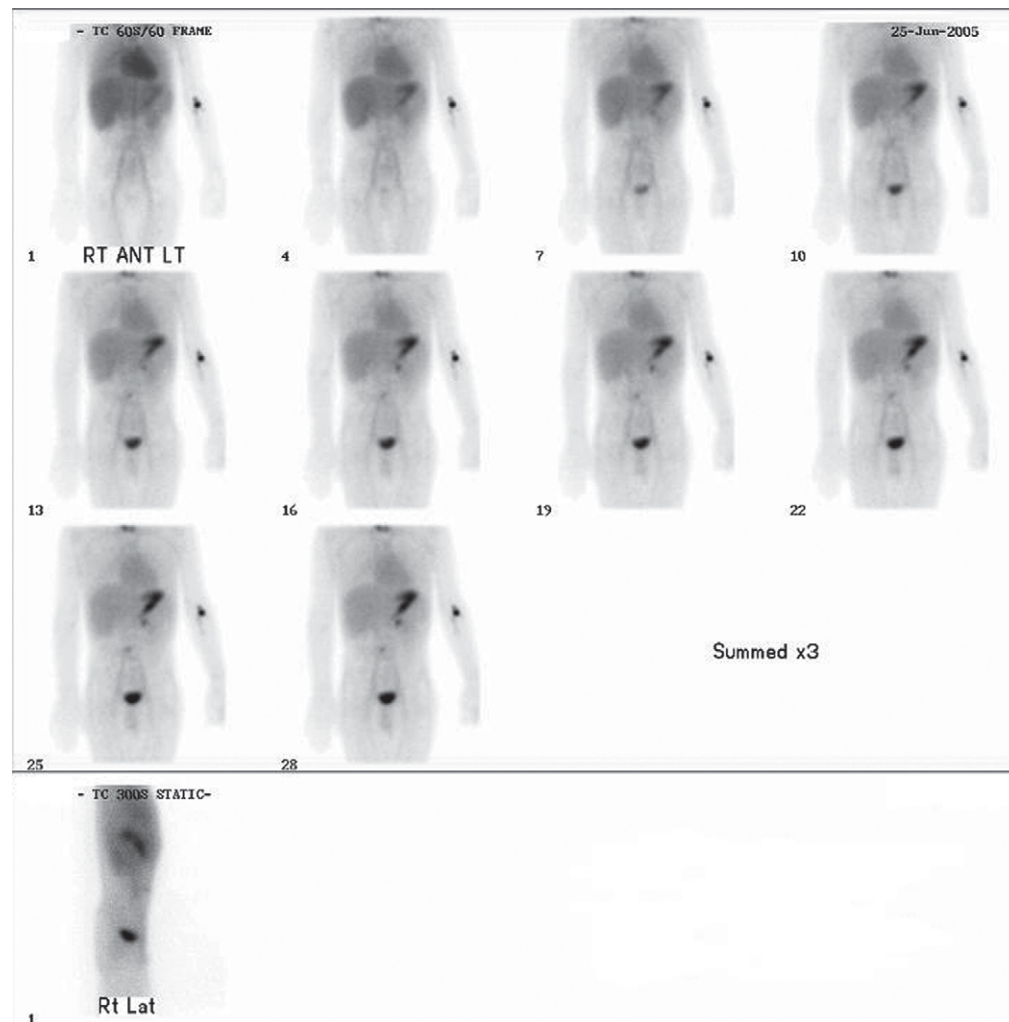 - TC 60S/60 FRAME
25-Jun-2005
1
RT ANT LT
4
7
10
13
16
19
22
25
28
Summed x3
- TC 300S STATIC-
Rt Lat
1